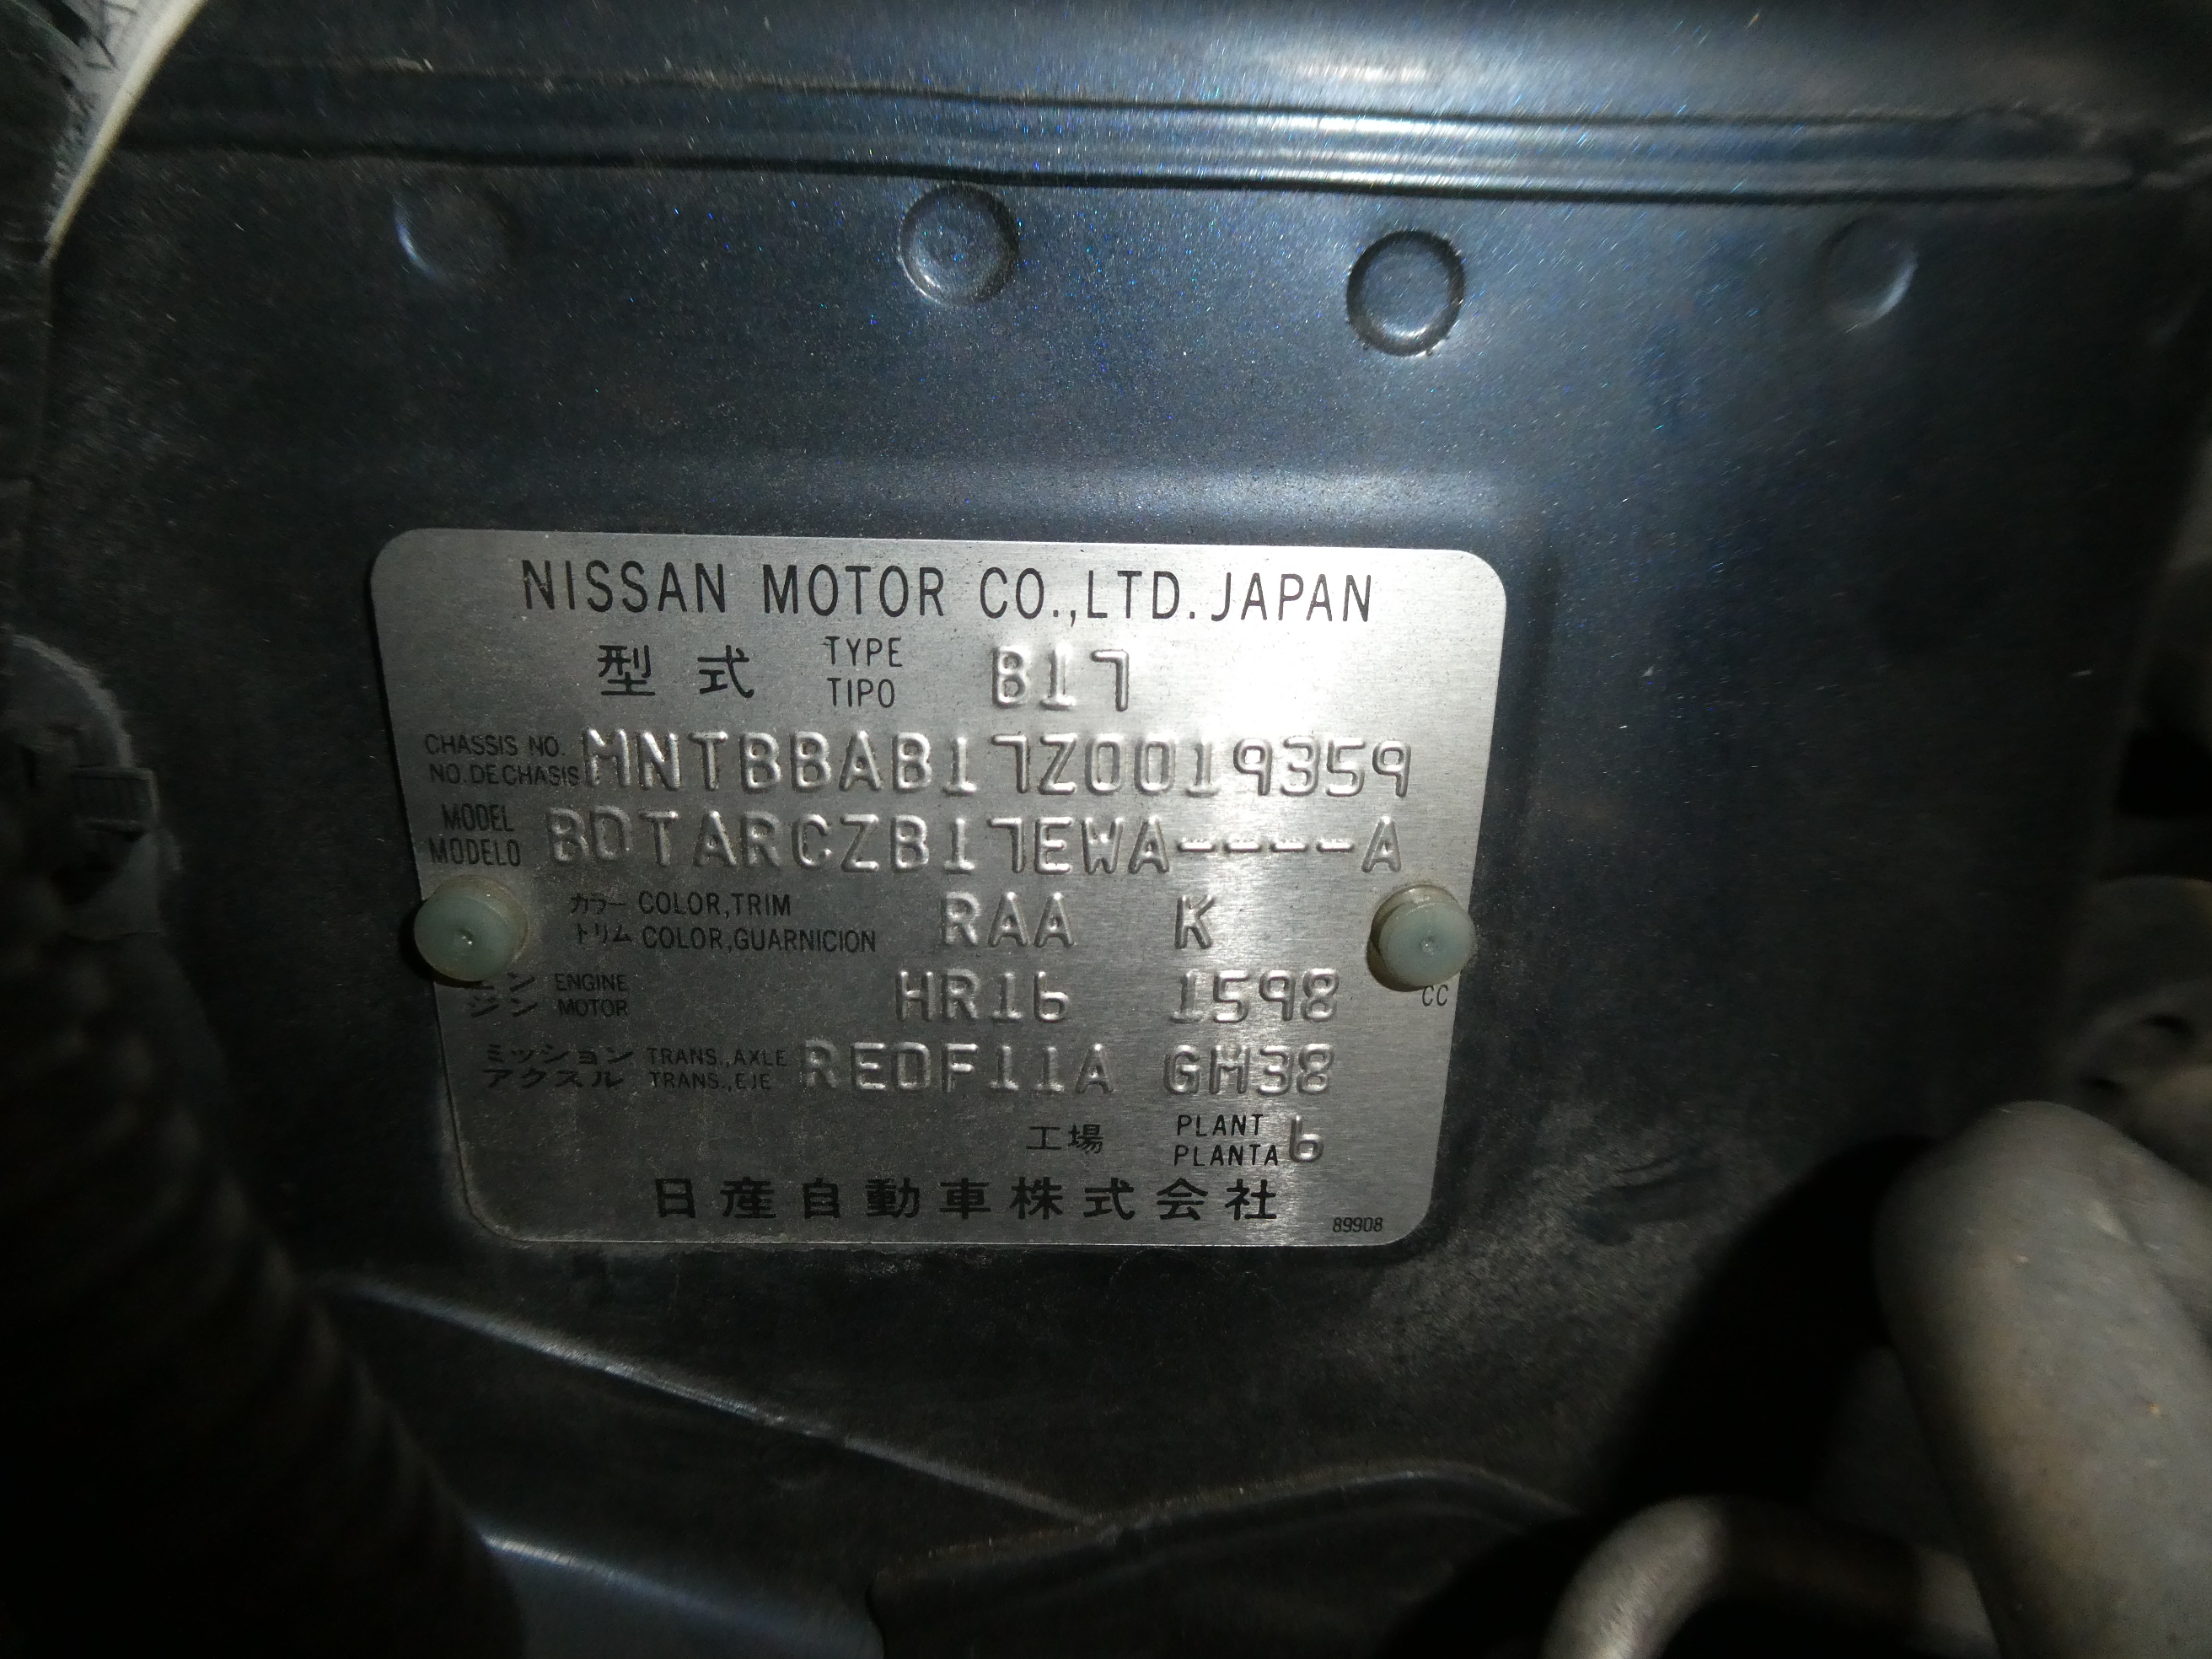 NISSAN MOTOR CO.,LTD. JAPAN
型式 TYPE B17
TIPO
CHASSIS NO. MNTBBAB17Z0019359
NO. DE CHASIS
MODEL BDTARCZB17EWA----A
MODELO
カラー COLOR,TRIM RAA K
トリム COLOR,GUARNICION
エン ENGINE HR16 1598 CC
ジン MOTOR
ミッション TRANS.,AXLE RE0F11A GH38
アクスル TRANS.,EJE
工場 PLANT 6
PLANTA
日産自動車株式会社
89908